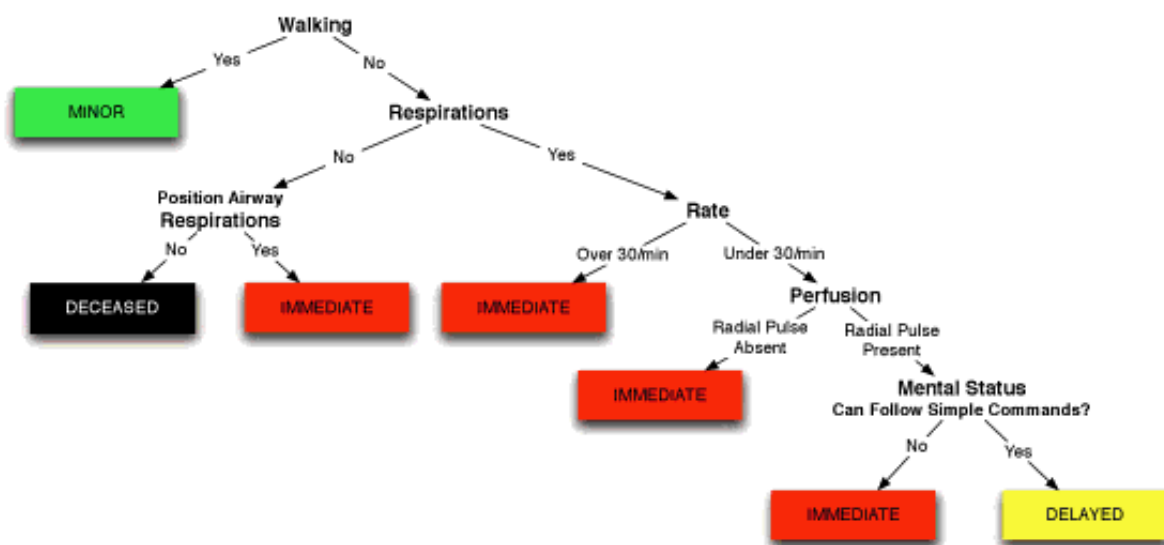 Walking
Yes
No
MINOR
Respirations
No
Yes
Position Airway
Respirations
Rate
No
Yes
Over 30/min
Under 30/min
DECEASED
IMMEDIATE
IMMEDIATE
Perfusion
Radial Pulse
Absent
Radial Pulse
Present
IMMEDIATE
Mental Status
Can Follow Simple Commands?
No
Yes
IMMEDIATE
DELAYED